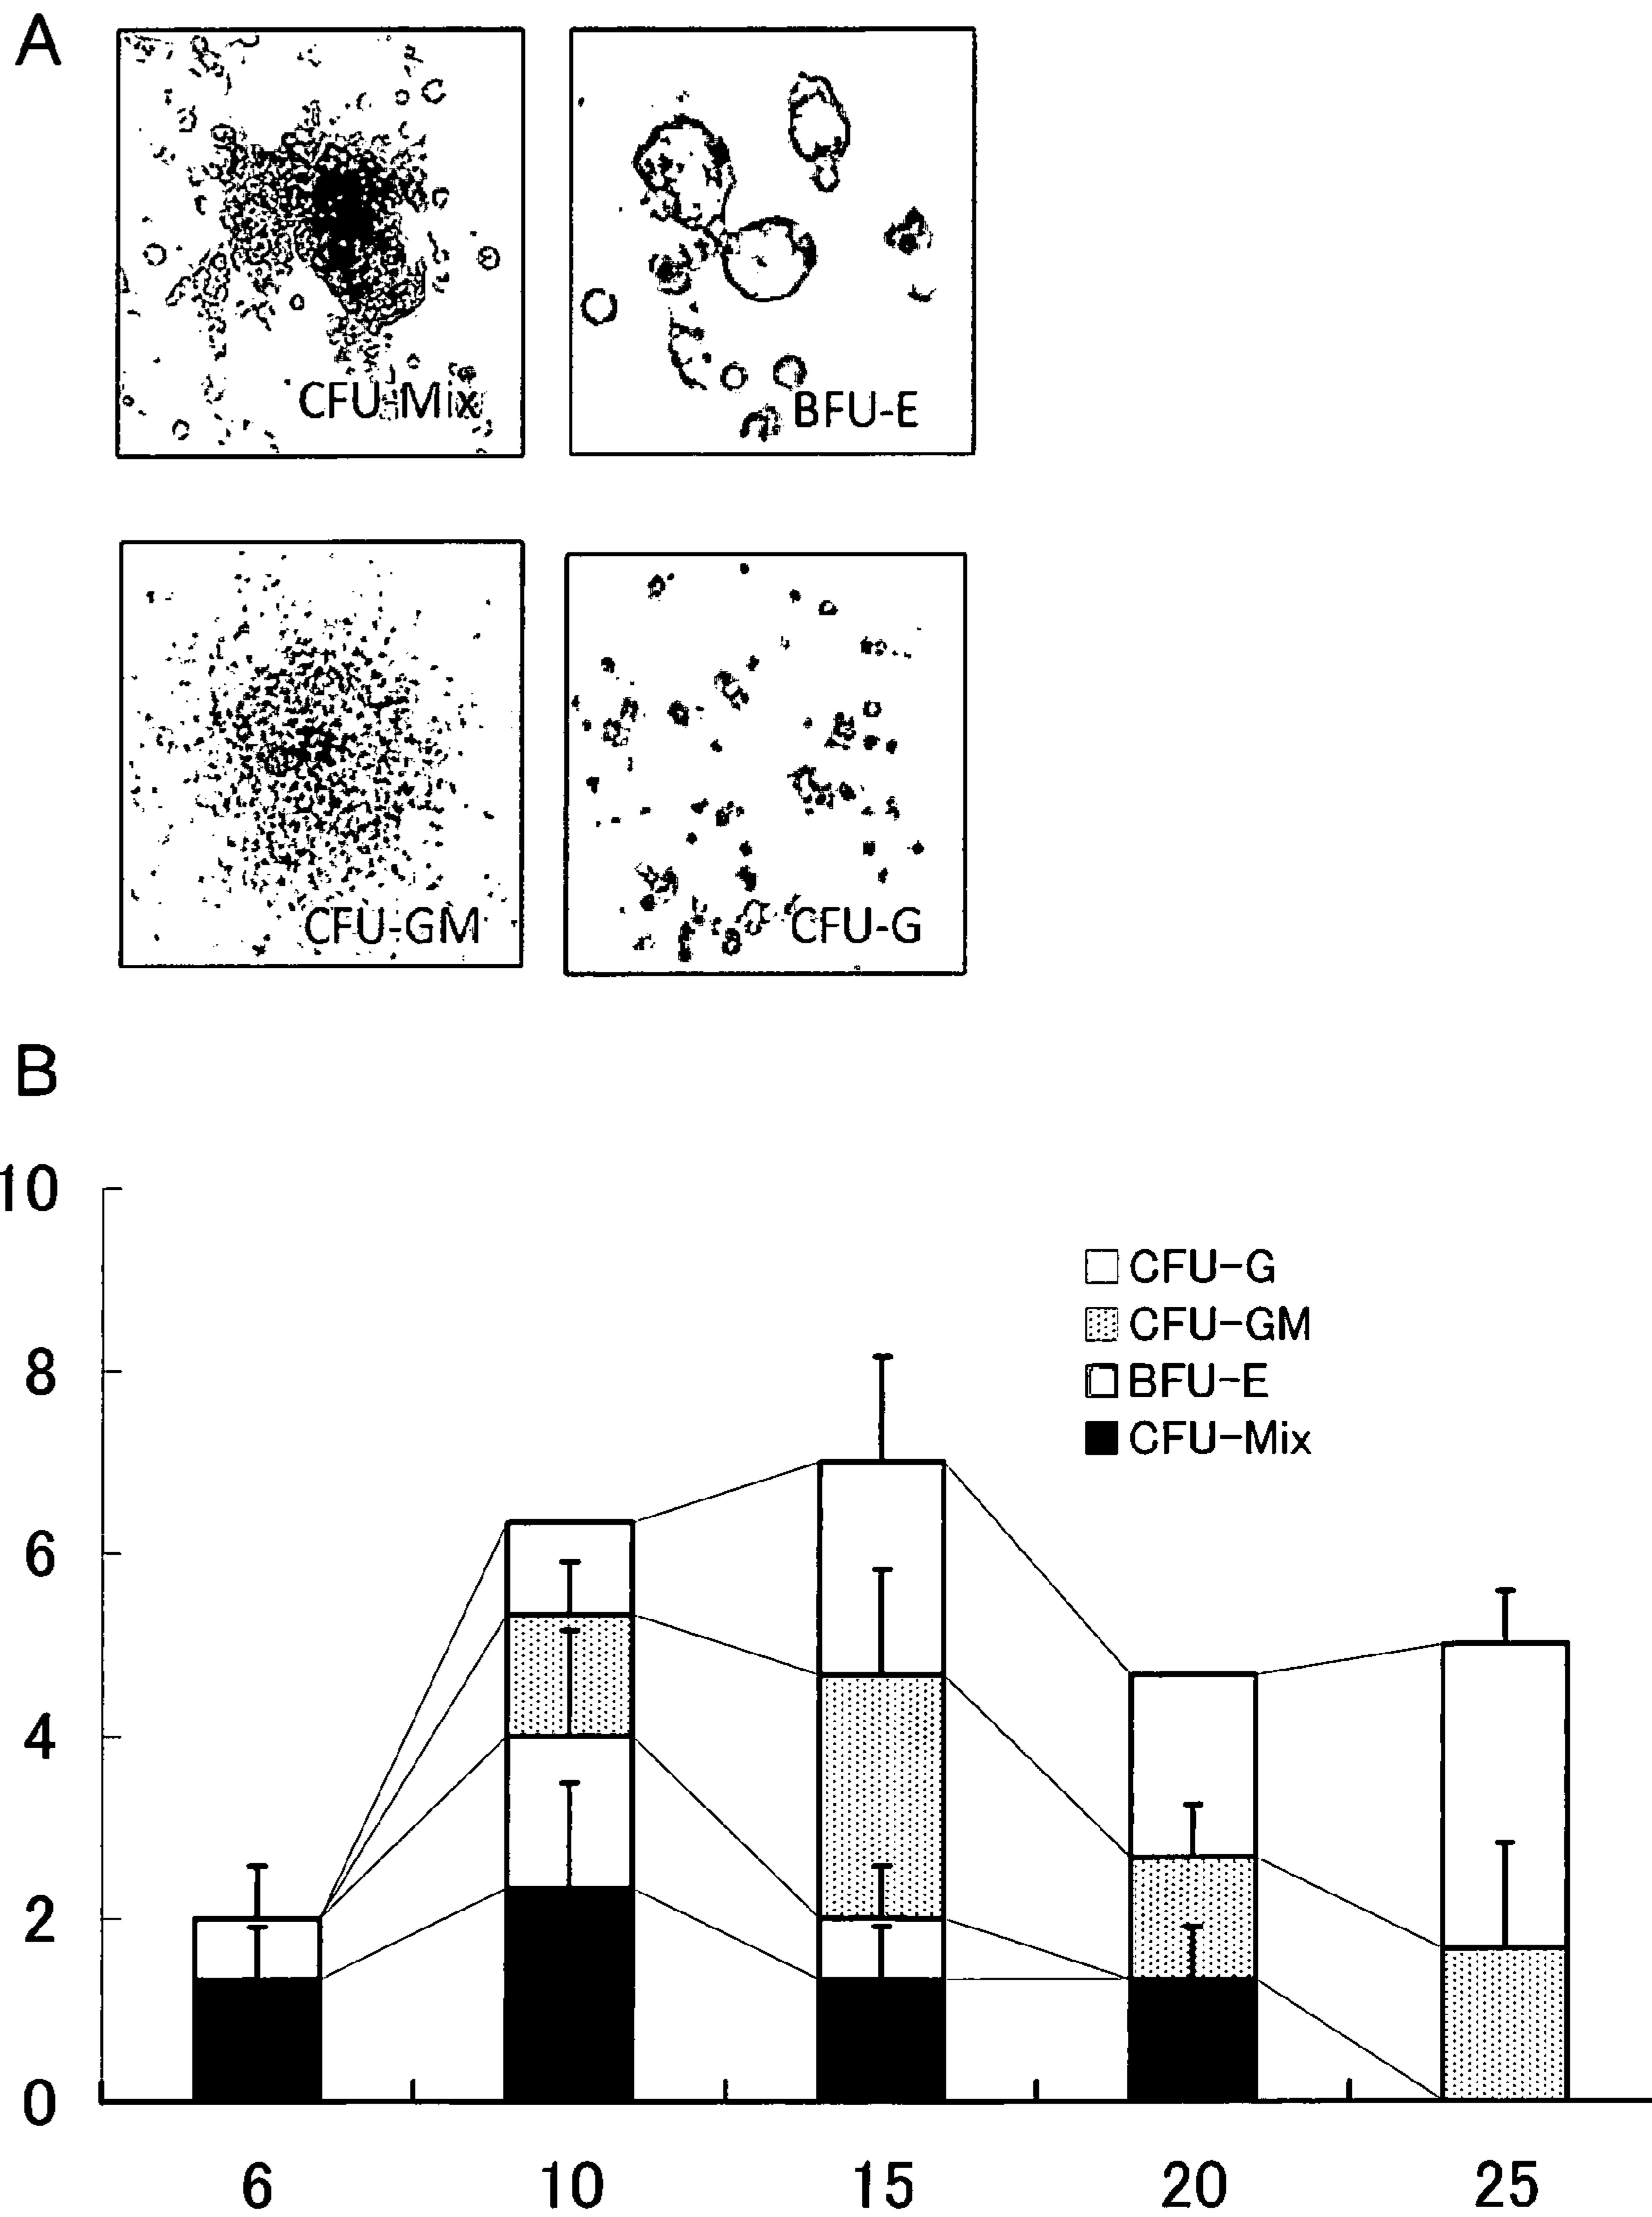 A
CFU-Mix
BFU-E
CFU-GM
CFU-G
B
10
8
6
4
2
0
CFU-G
CFU-GM
BFU-E
CFU-Mix
6 10 15 20 25